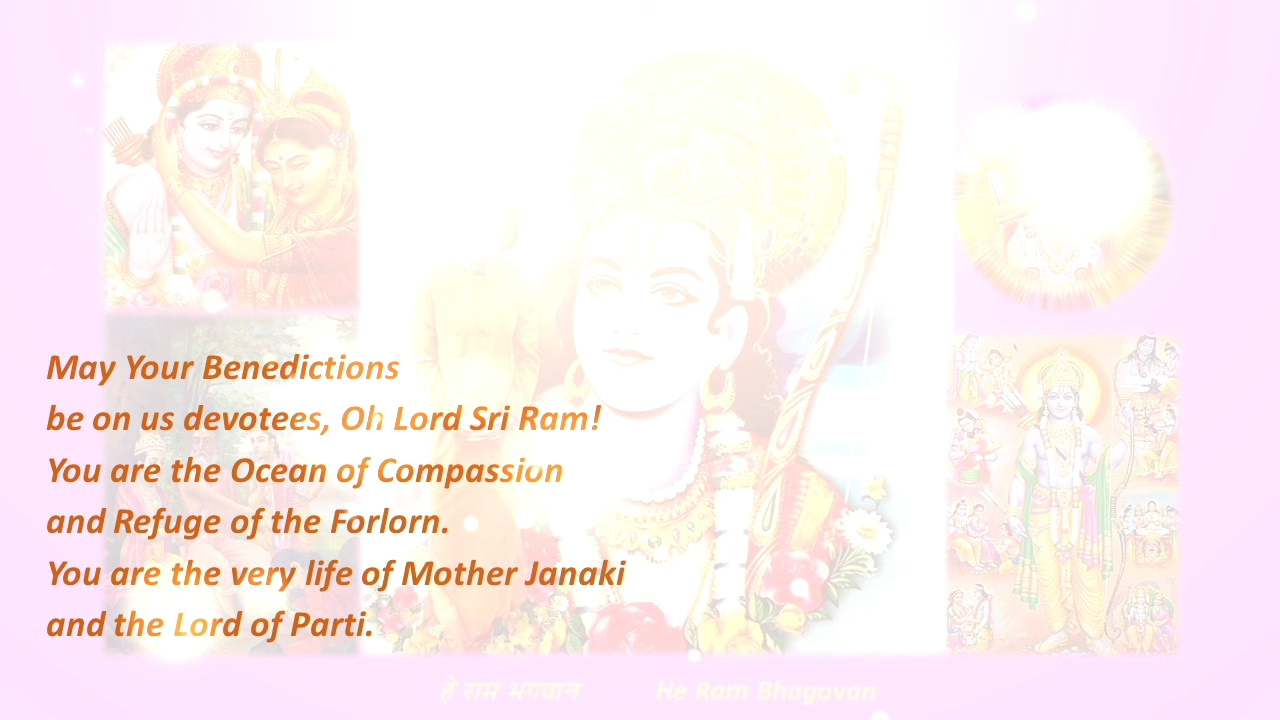 May Your Benedictions
be on us devotees, Oh Lord Sri Ram!
You are the Ocean of Compassion
and Refuge of the Forlorn.
You are the very life of Mother Janaki
and the Lord of Parti.
हे राम भगवान He Ram Bhagavan